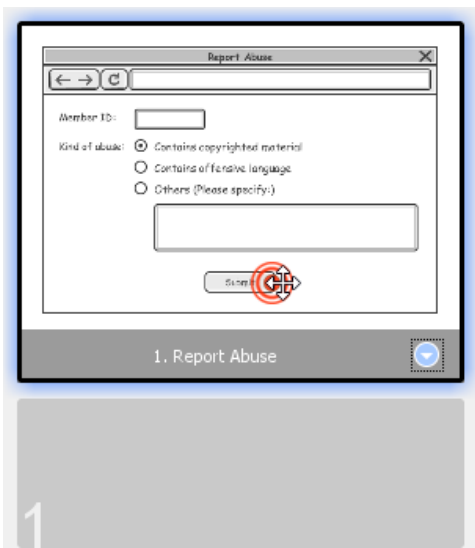 Report Abuse
Member ID:
Kind of abuse: Contains copyrighted material
Contains offensive language
Others (Please specify:)
1. Report Abuse
1